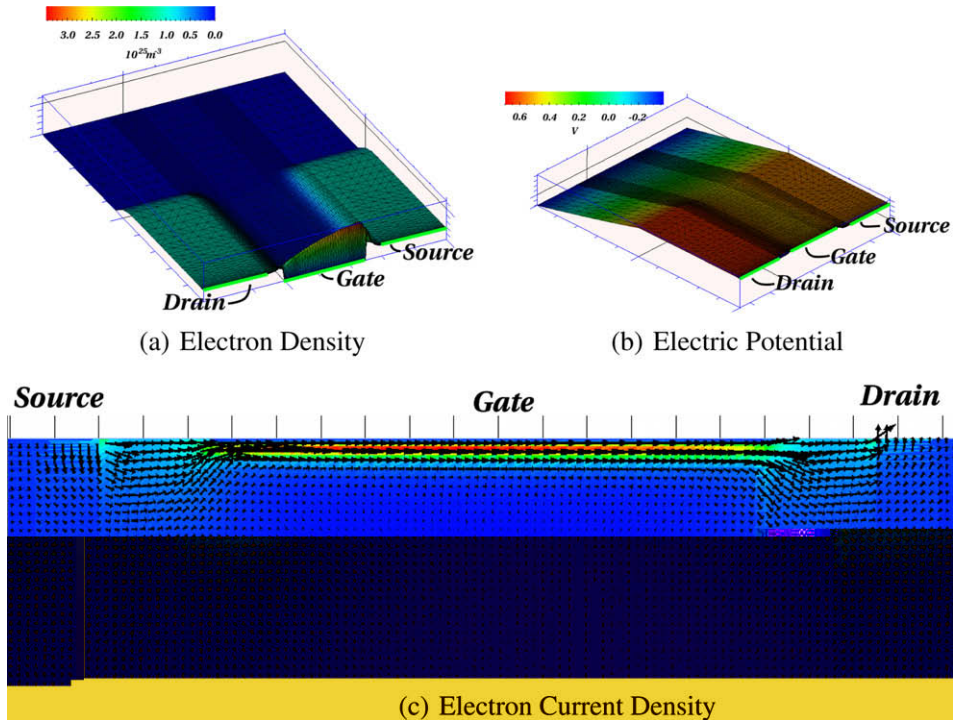 3.0 2.5 2.0 1.5 1.0 0.5 0.0
10²⁵m⁻³
Source
Gate
Drain
(a) Electron Density
0.6 0.4 0.2 0.0 -0.2
V
Source
Gate
Drain
(b) Electric Potential
Source Gate Drain
(c) Electron Current Density